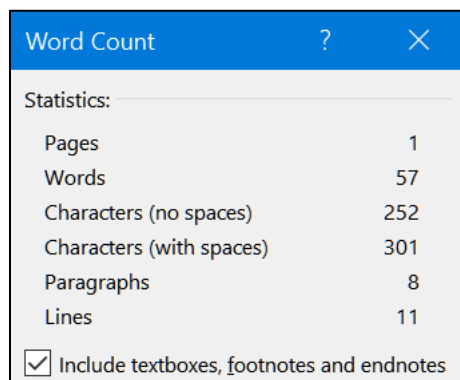 Word Count ? ×
Statistics:
Pages 1
Words 57
Characters (no spaces) 252
Characters (with spaces) 301
Paragraphs 8
Lines 11
Include textboxes, footnotes and endnotes